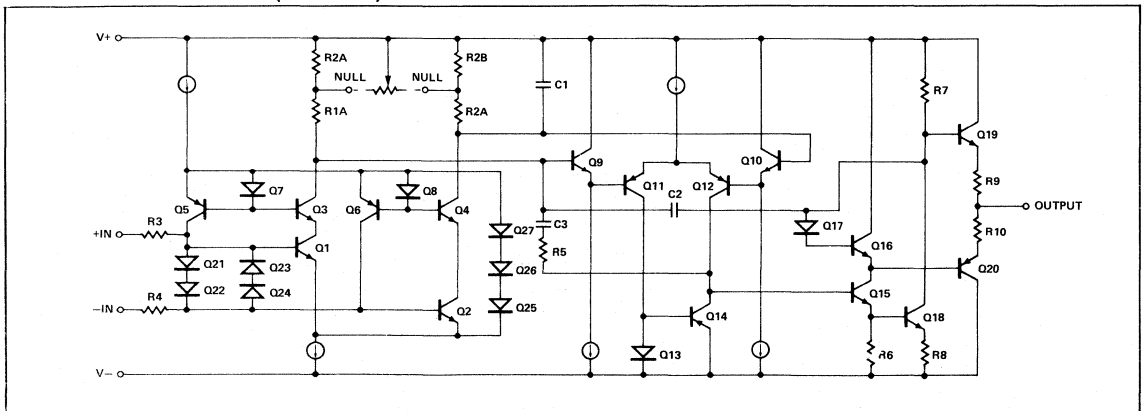 V+
R2A
R2B
R7
NULL
NULL
C1
R1A
R2A
Q19
Q9
Q10
Q7
Q8
Q11
Q12
R9
Q5
Q3
Q6
Q4
C2
OUTPUT
Q27
C3
Q17
R3
+IN
Q16
R10
Q1
R5
Q21
Q23
Q26
Q20
Q22
Q24
Q15
R4
-IN
Q25
Q2
Q14
Q18
Q13
R6
R8
V-